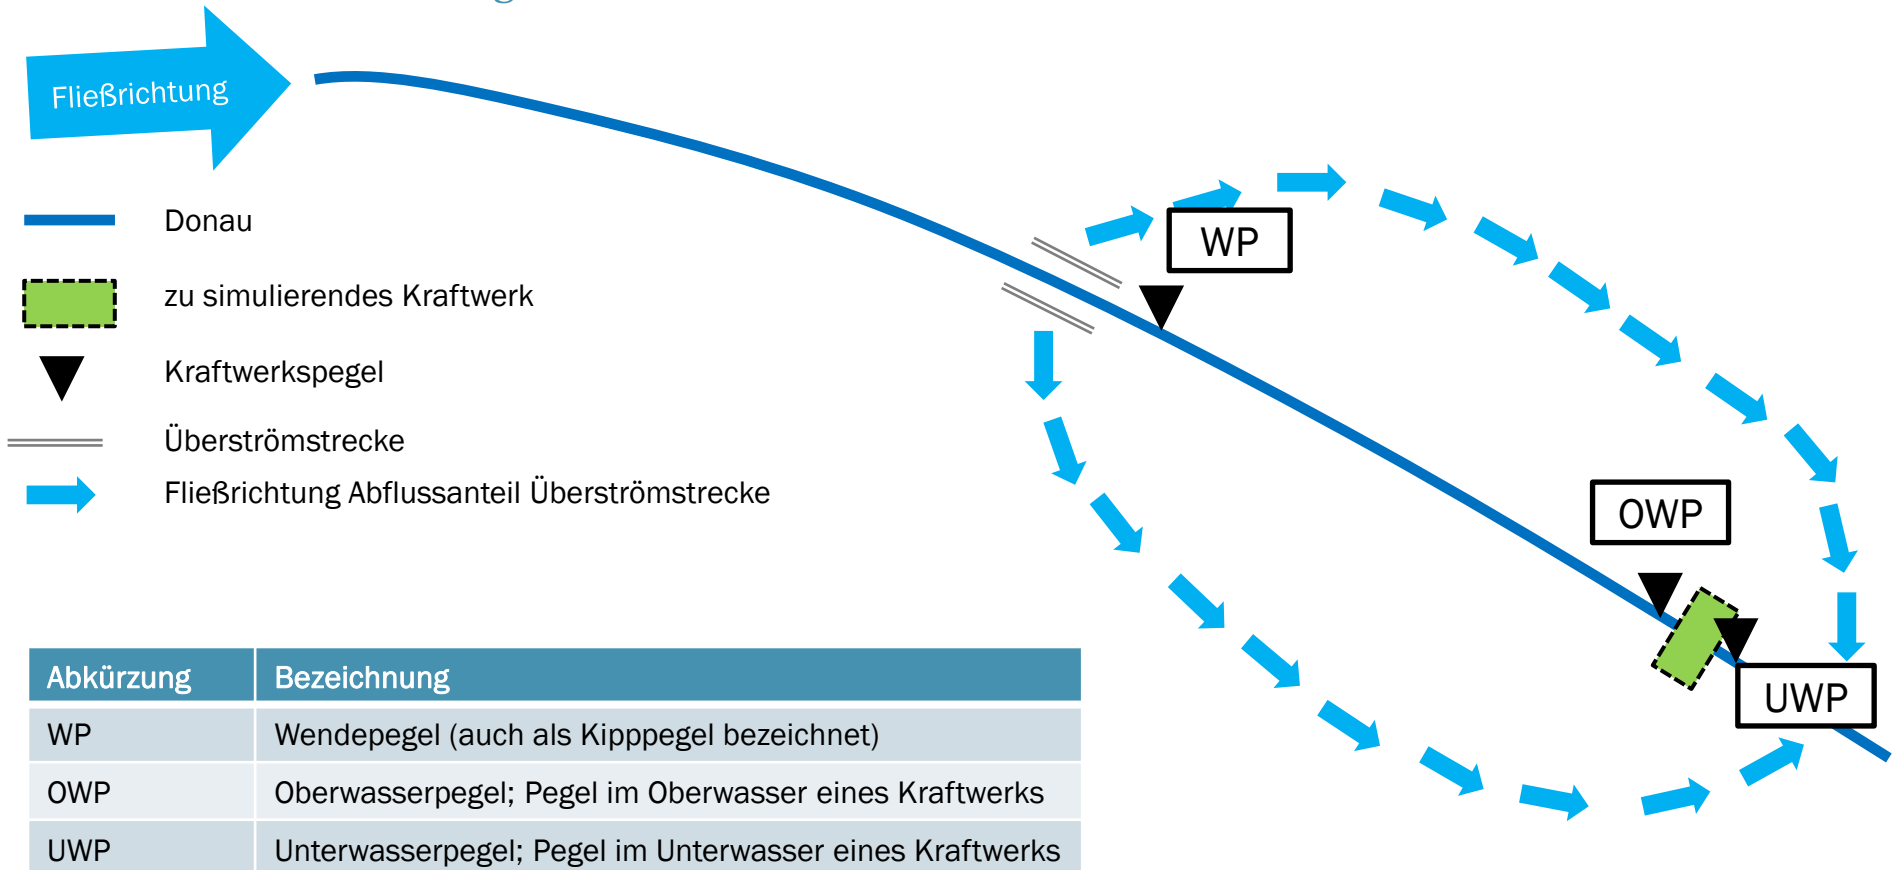 Fließrichtung
Donau
zu simulierendes Kraftwerk
Kraftwerkspegel
Überströmstrecke
Fließrichtung Abflussanteil Überströmstrecke
WP
OWP
UWP
Abkürzung Bezeichnung
WP Wendepegel (auch als Kipppegel bezeichnet)
OWP Oberwasserpegel; Pegel im Oberwasser eines Kraftwerks
UWP Unterwasserpegel; Pegel im Unterwasser eines Kraftwerks